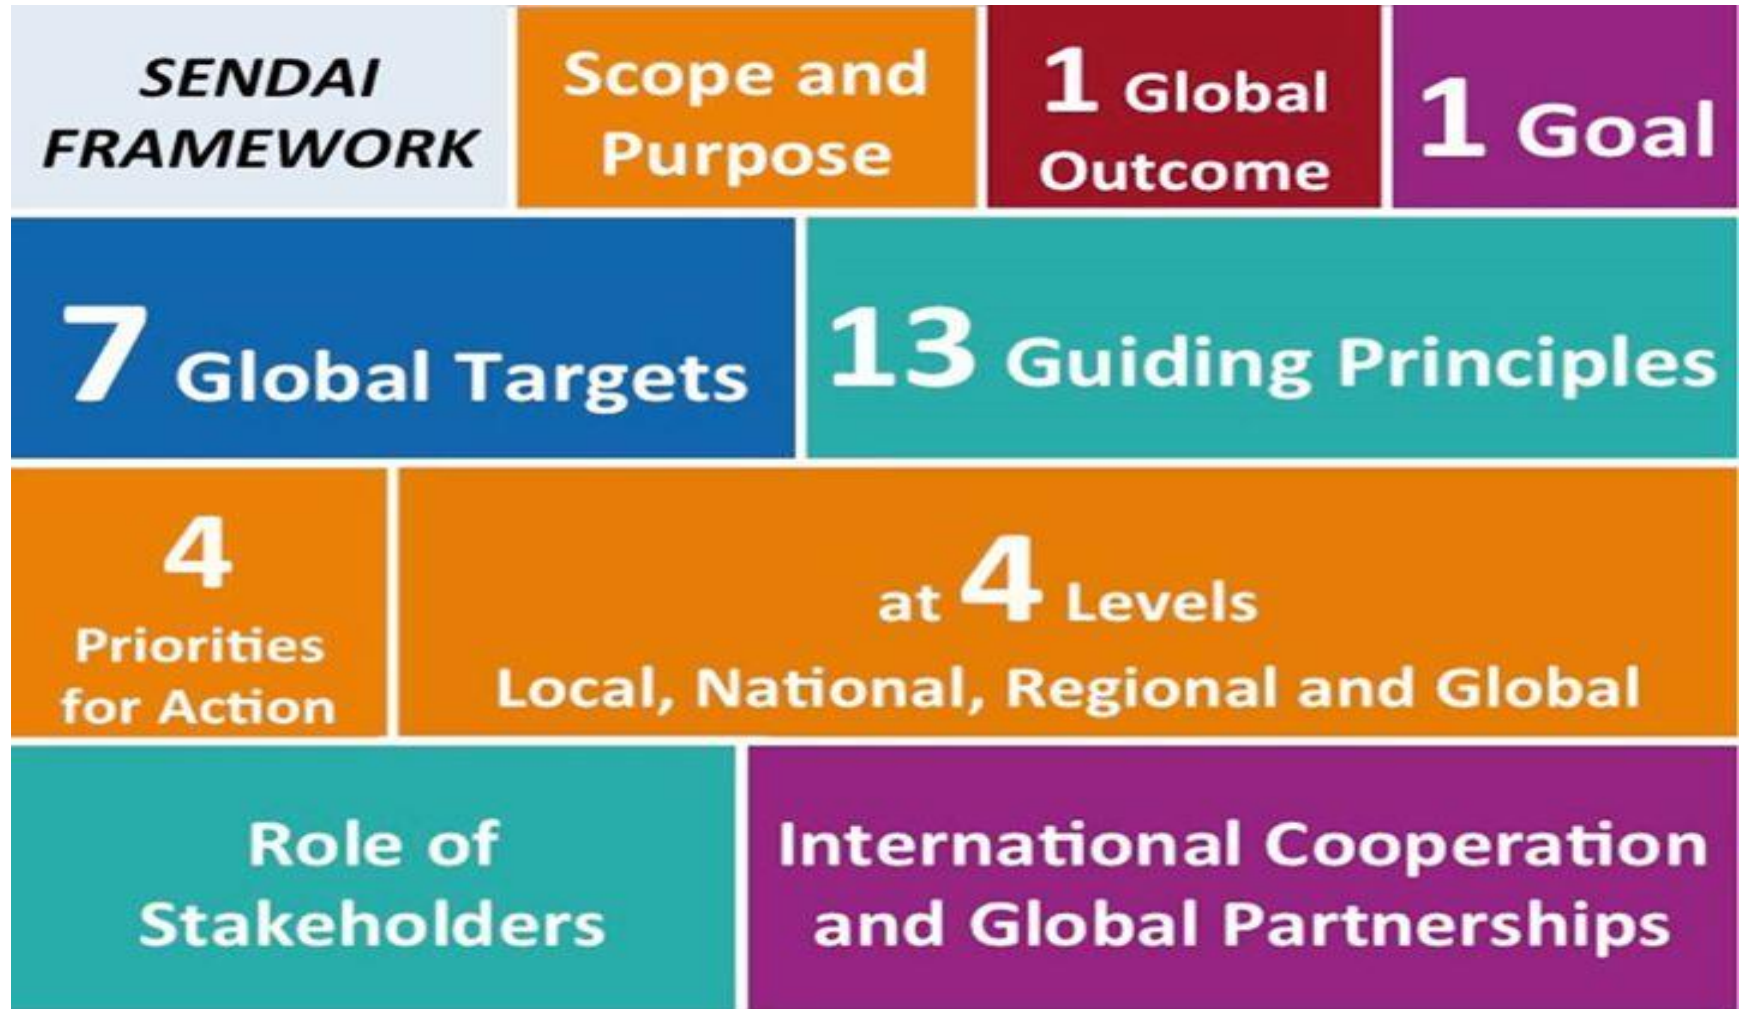 SENDAI
FRAMEWORK
Scope and
Purpose
1 Global
Outcome
1 Goal
7 Global Targets
13 Guiding Principles
4
Priorities
for Action
at 4 Levels
Local, National, Regional and Global
Role of
Stakeholders
International Cooperation
and Global Partnerships